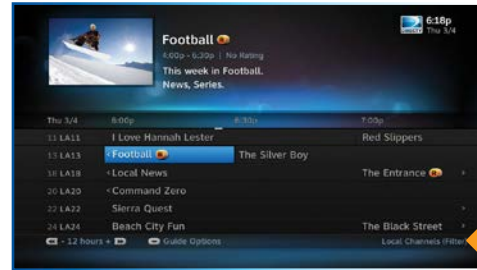 Football
6:18p
Thu 3/4
4:00p - 6:30p | No Rating
This week in Football.
News, Series.
Thu 3/4 6:00p 6:30p 7:00p
11 LA11 I Love Hannah Lester Red Slippers
13 LA13 Football The Silver Boy
18 LA18 Local News The Entrance
20 LA20 Command Zero
22 LA22 Sierra Quest
24 LA24 Beach City Fun The Black Street
- 12 hours + Guide Options Local Channels (Filter)